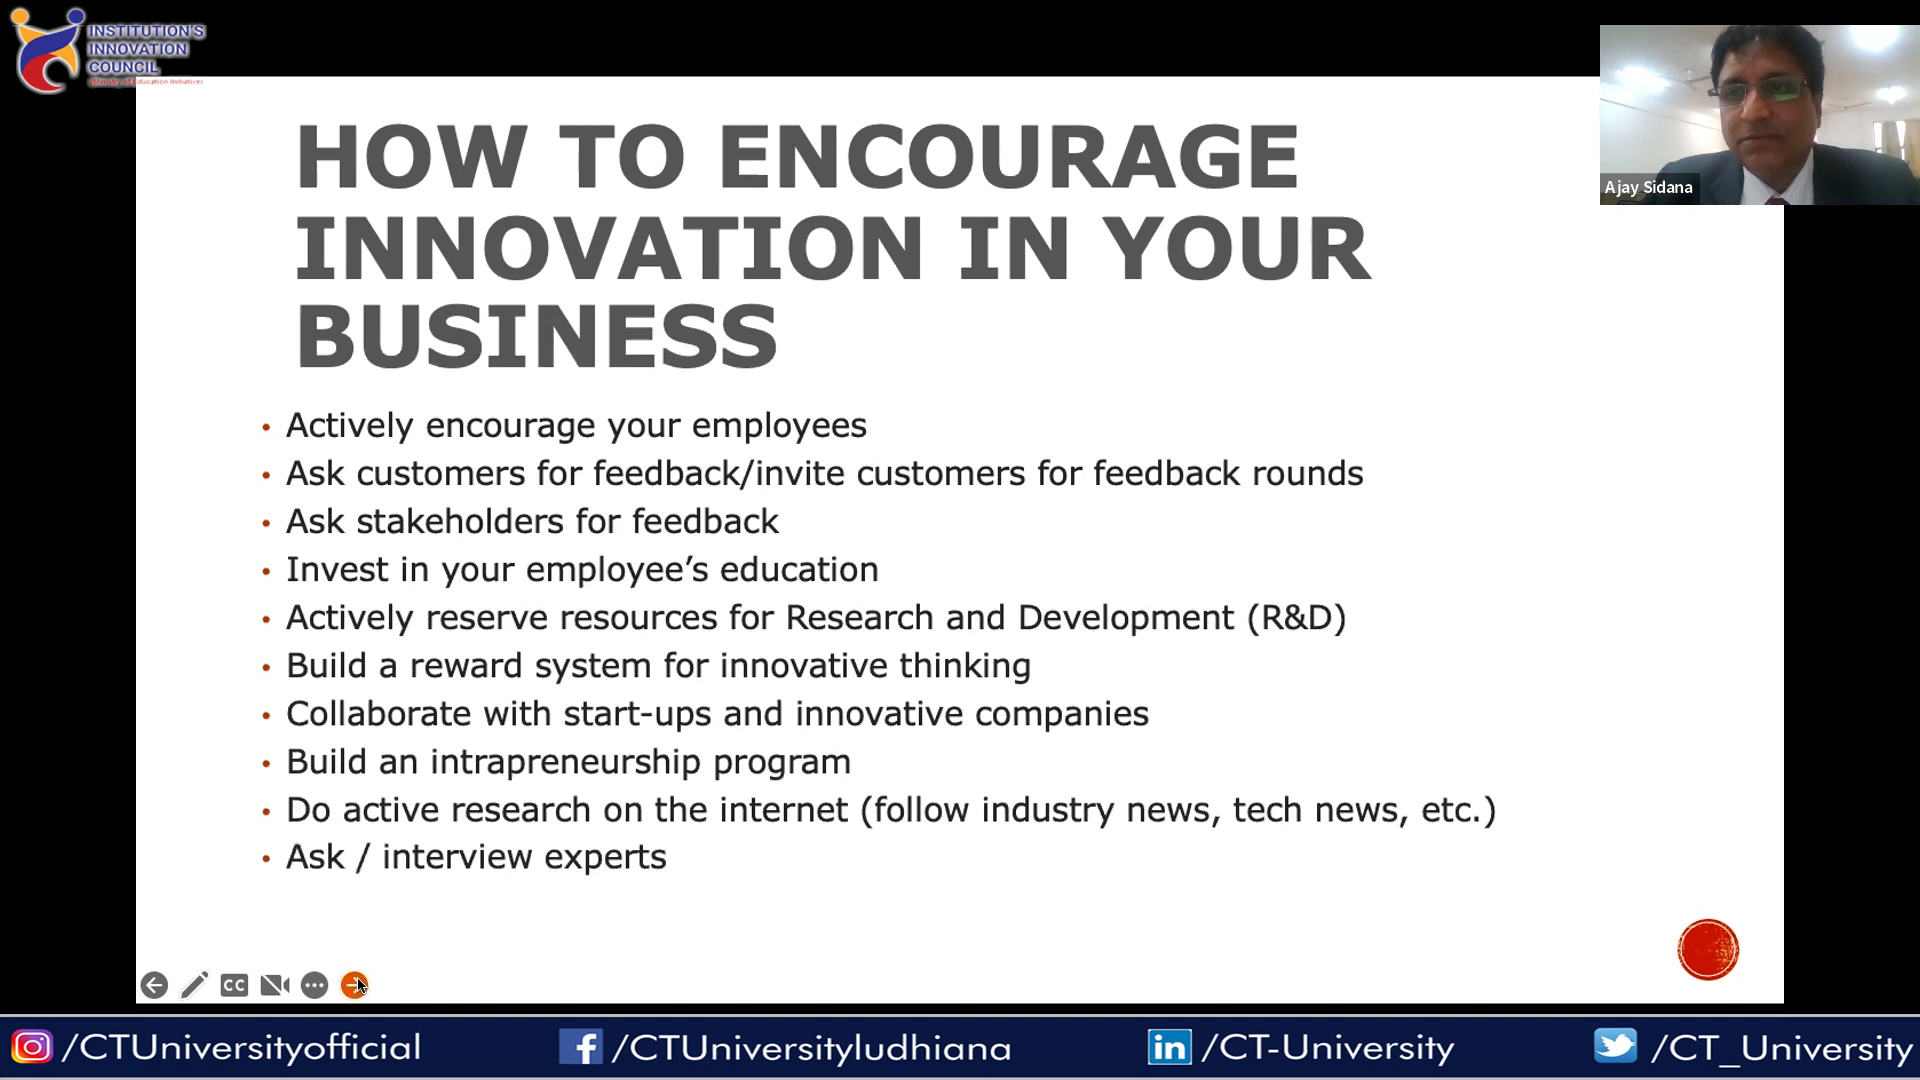 INSTITUTION'S
INNOVATION
COUNCIL
(Ministry of Education Initiative)
Ajay Sidana
HOW TO ENCOURAGE
INNOVATION IN YOUR
BUSINESS
• Actively encourage your employees
• Ask customers for feedback/invite customers for feedback rounds
• Ask stakeholders for feedback
• Invest in your employee’s education
• Actively reserve resources for Research and Development (R&D)
• Build a reward system for innovative thinking
• Collaborate with start-ups and innovative companies
• Build an intrapreneurship program
• Do active research on the internet (follow industry news, tech news, etc.)
• Ask / interview experts
CC
/CTUniversityofficial
/CTUniversityludhiana
/CT-University
/CT_University